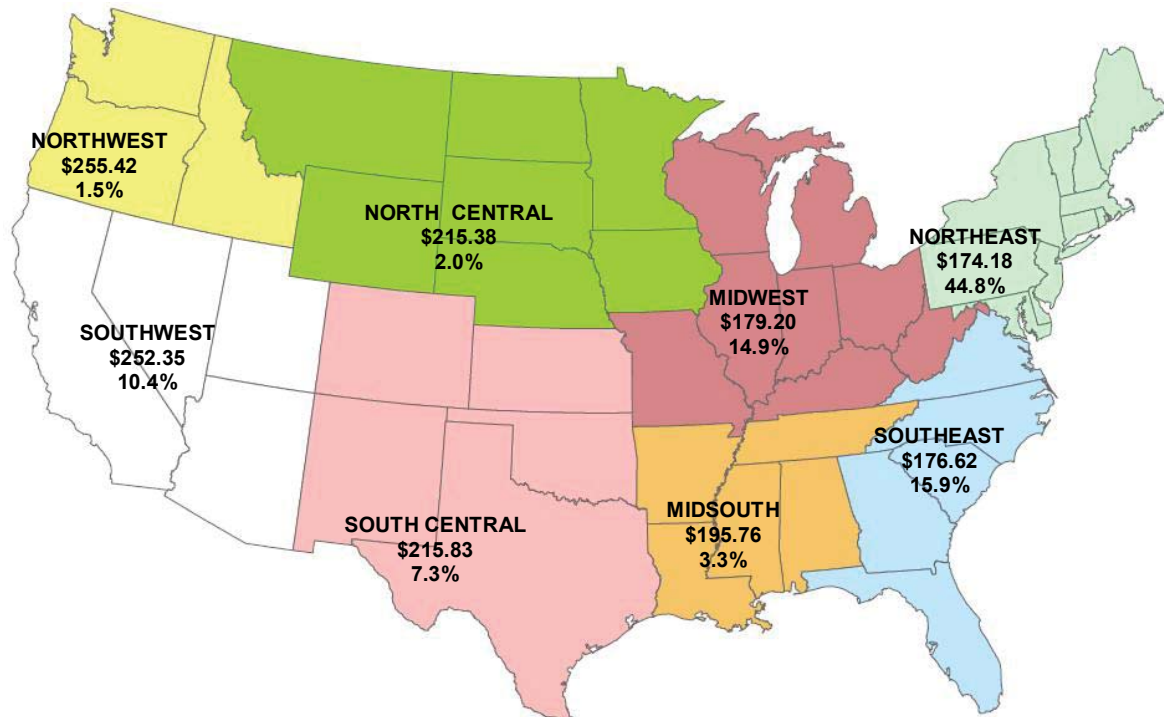 NORTHWEST
$255.42
1.5%
NORTH CENTRAL
$215.38
2.0%
NORTHEAST
$174.18
44.8%
MIDWEST
$179.20
14.9%
SOUTHWEST
$252.35
10.4%
SOUTHEAST
$176.62
15.9%
MIDSOUTH
$195.76
3.3%
SOUTH CENTRAL
$215.83
7.3%